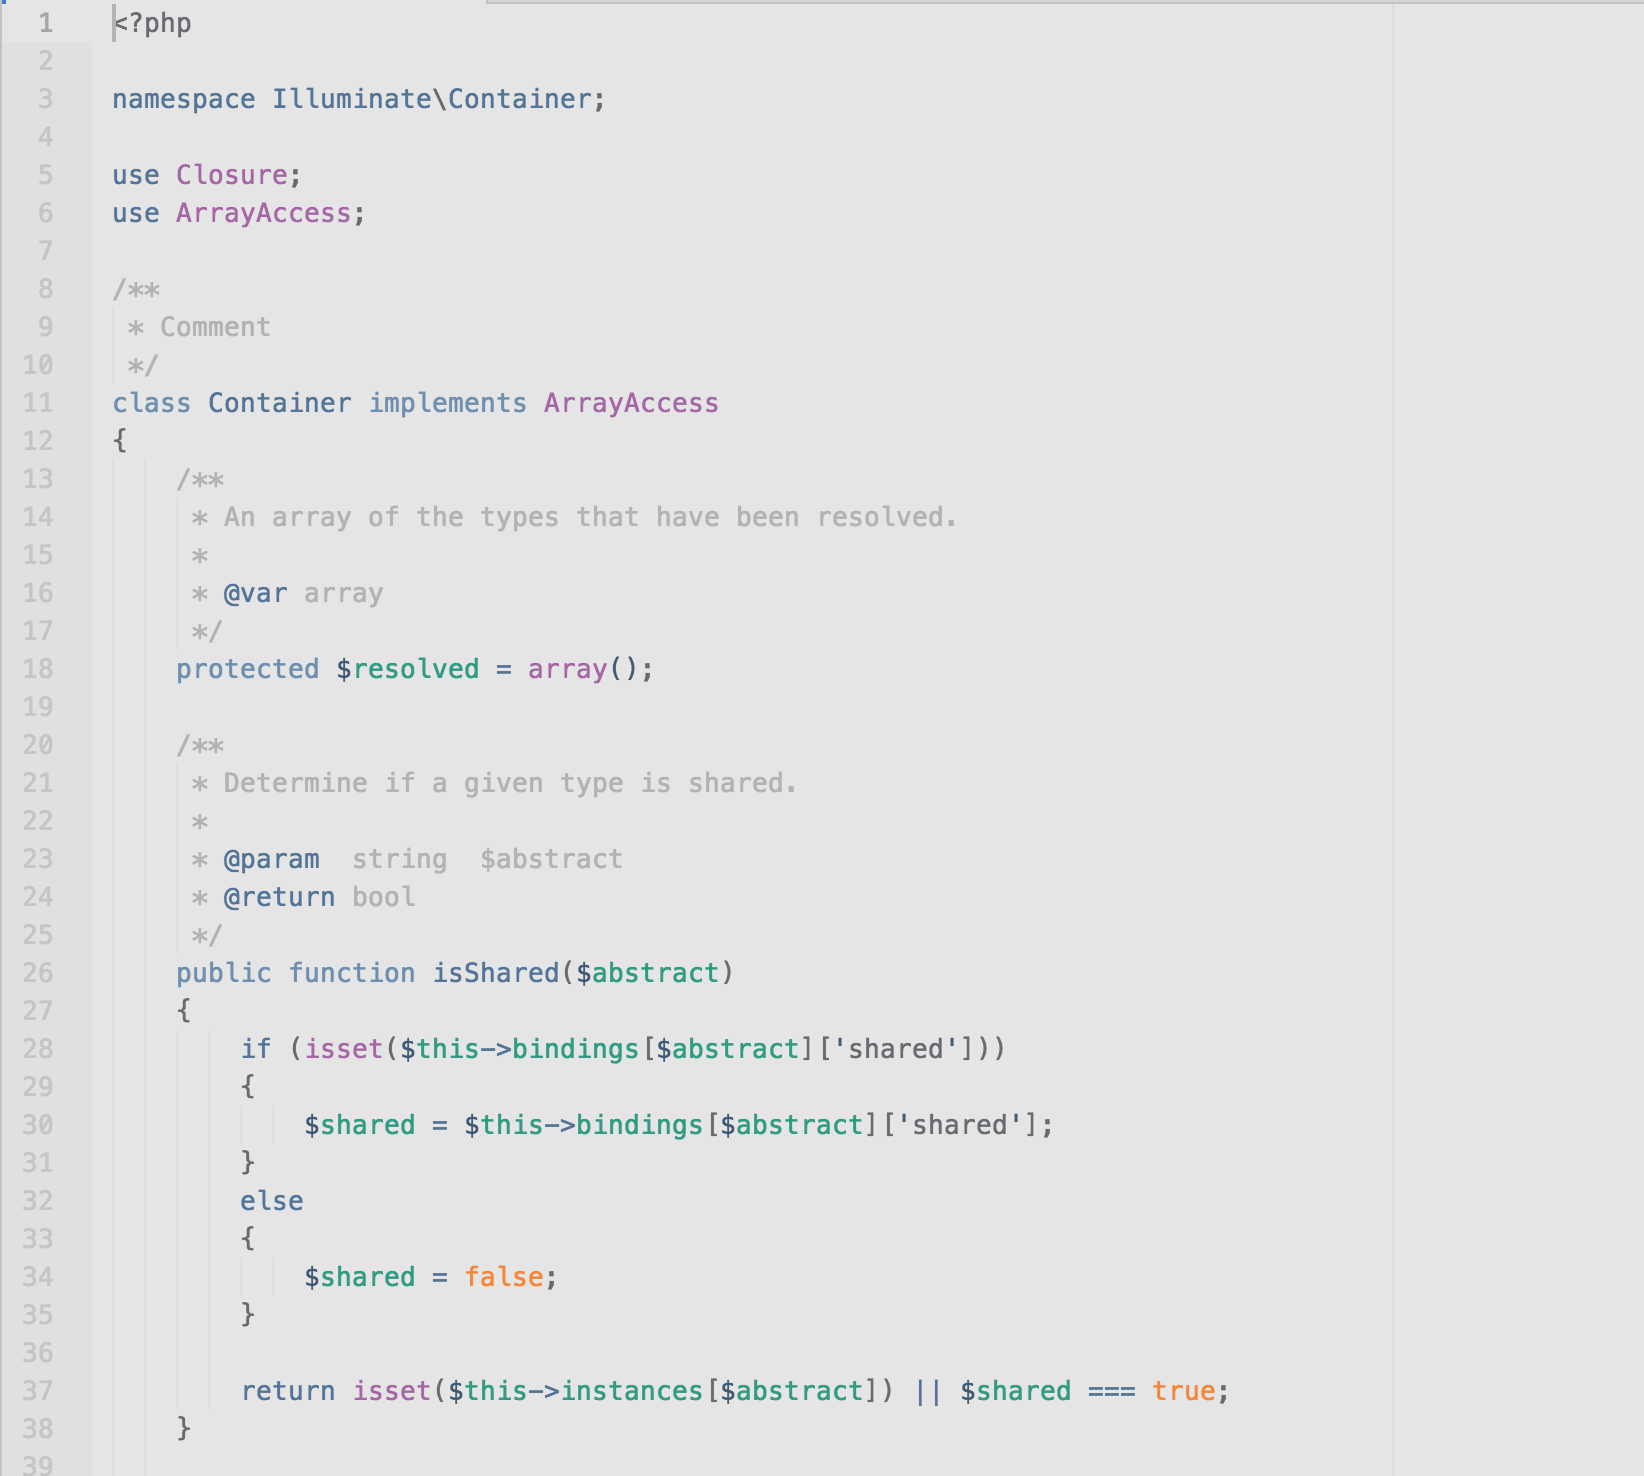 1 <?php
2
3 namespace Illuminate\Container;
4
5 use Closure;
6 use ArrayAccess;
7
8 /**
9  * Comment
10  */
11 class Container implements ArrayAccess
12 {
13     /**
14      * An array of the types that have been resolved.
15      *
16      * @var array
17      */
18     protected $resolved = array();
19
20     /**
21      * Determine if a given type is shared.
22      *
23      * @param  string  $abstract
24      * @return bool
25      */
26     public function isShared($abstract)
27     {
28         if (isset($this->bindings[$abstract]['shared']))
29         {
30             $shared = $this->bindings[$abstract]['shared'];
31         }
32         else
33         {
34             $shared = false;
35         }
36
37         return isset($this->instances[$abstract]) || $shared === true;
38     }
39